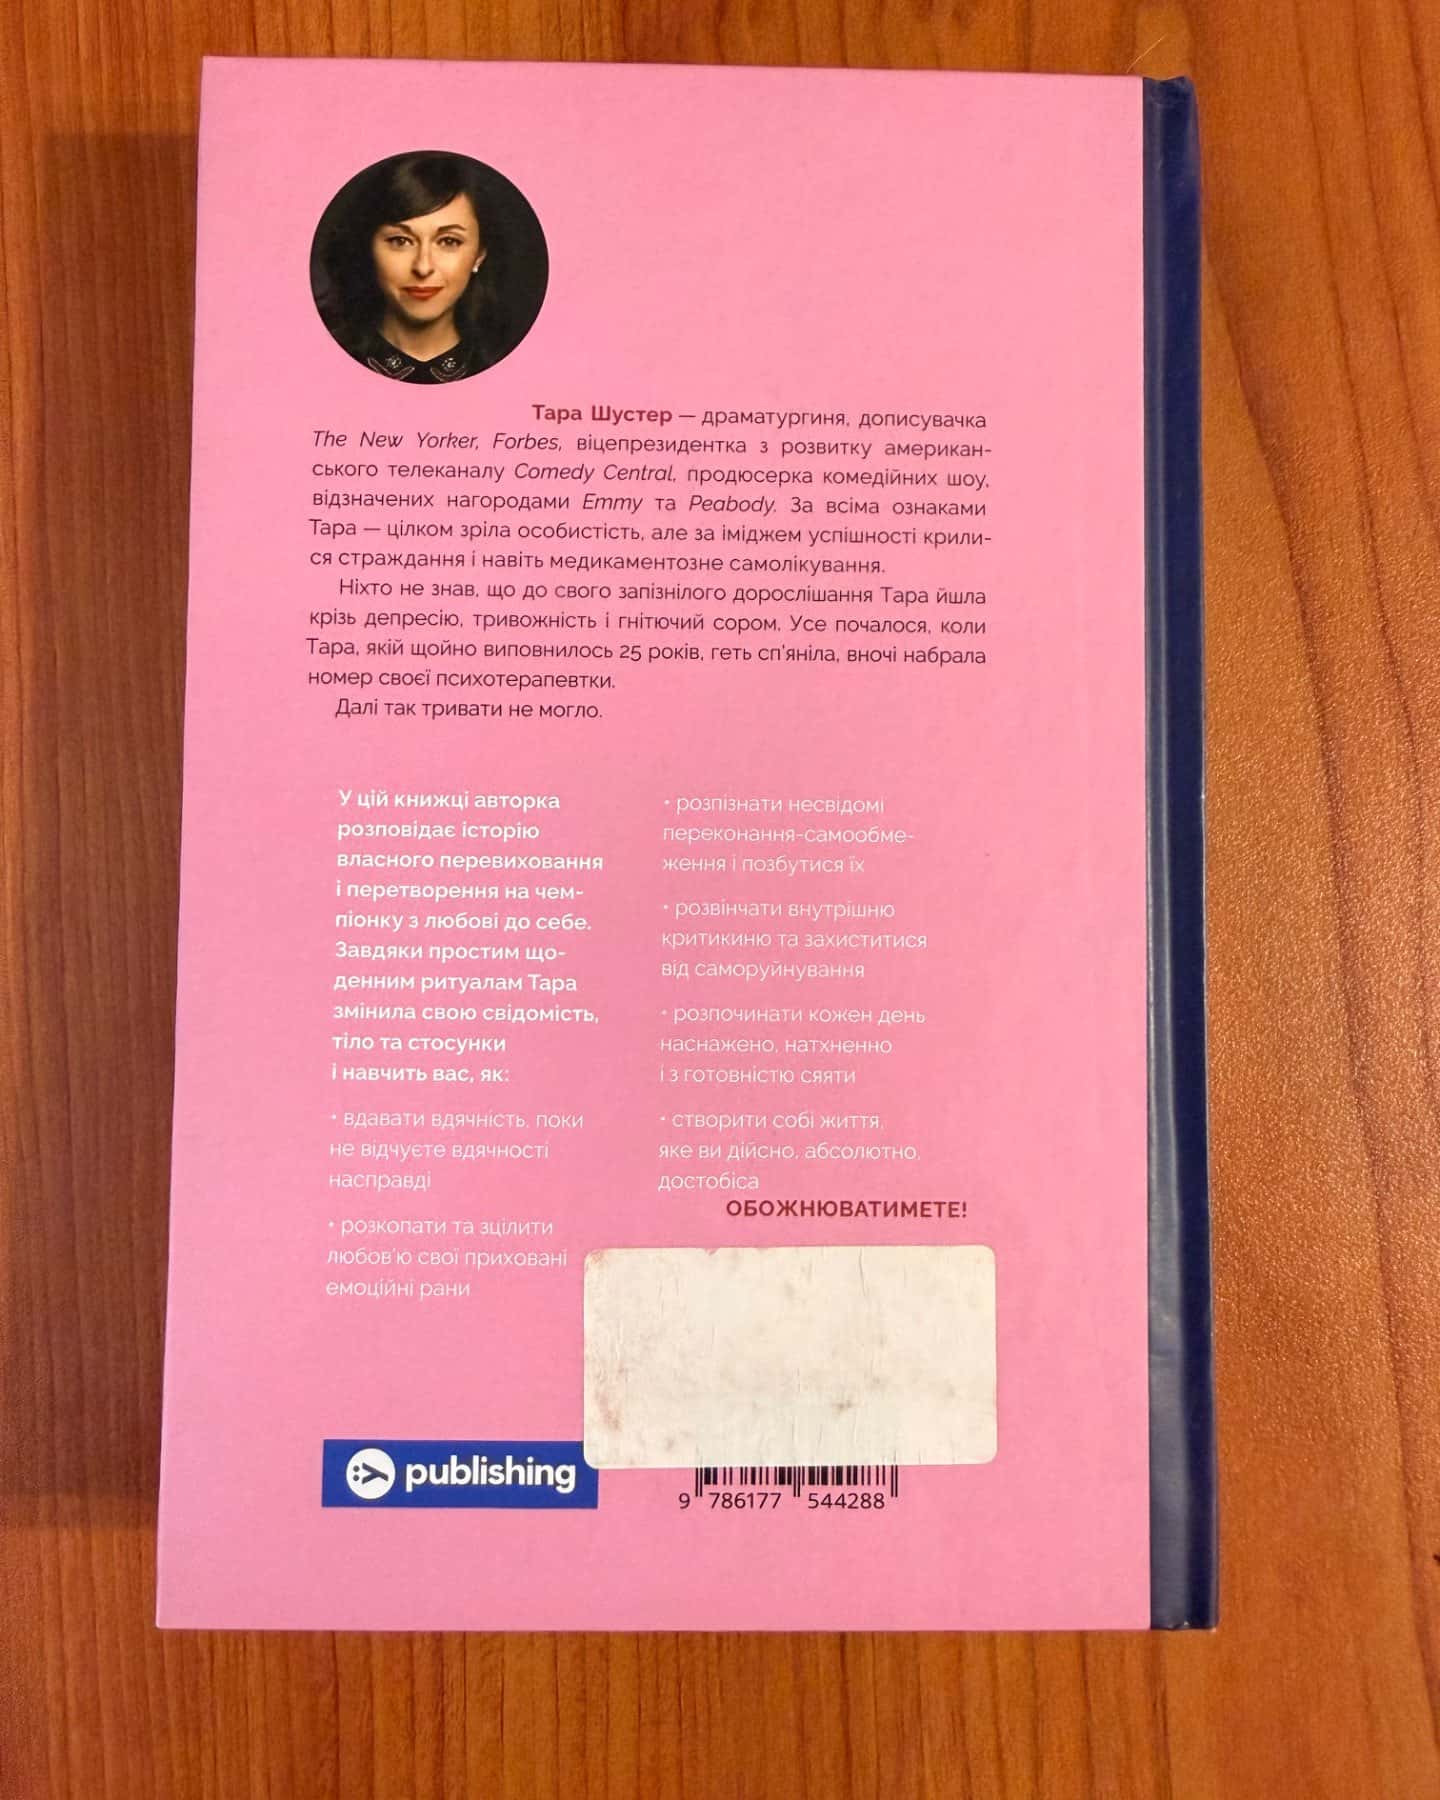 Тара Шустер — драматургиня, дописувачка
The New Yorker, Forbes, віцепрезидентка з розвитку американ-
ського телеканалу Comedy Central, продюсерка комедійних шоу,
відзначених нагородами Emmy та Peabody. За всіма ознаками
Тара — цілком зріла особистість, але за іміджем успішності крили-
ся страждання і навіть медикаментозне самолікування.
Ніхто не знав, що до свого запізнілого дорослішання Тара йшла
крізь депресію, тривожність і гнітючий сором. Усе почалося, коли
Тара, якій щойно виповнилось 25 років, геть сп'яніла, вночі набрала
номер своєї психотерапевтки.
Далі так тривати не могло.
У цій книжці авторка
розповідає історію
власного перевиховання
і перетворення на чем-
піонку з любові до себе.
Завдяки простим що-
денним ритуалам Тара
змінила свою свідомість,
тіло та стосунки
і навчить вас, як:
• вдавати вдячність, поки
не відчуєте вдячності
насправді
• розкопати та зцілити
любов'ю свої приховані
емоційні рани
• розпізнати несвідомі
переконання-самообме-
ження і позбутися їх
• розвінчати внутрішню
критикиню та захиститися
від саморуйнування
• розпочинати кожен день
наснажено, натхненно
і з готовністю сяяти
• створити собі життя,
яке ви дійсно, абсолютно,
достобіса
ОБОЖНЮВАТИМЕТЕ!
:Y publishing
9 786177 544288